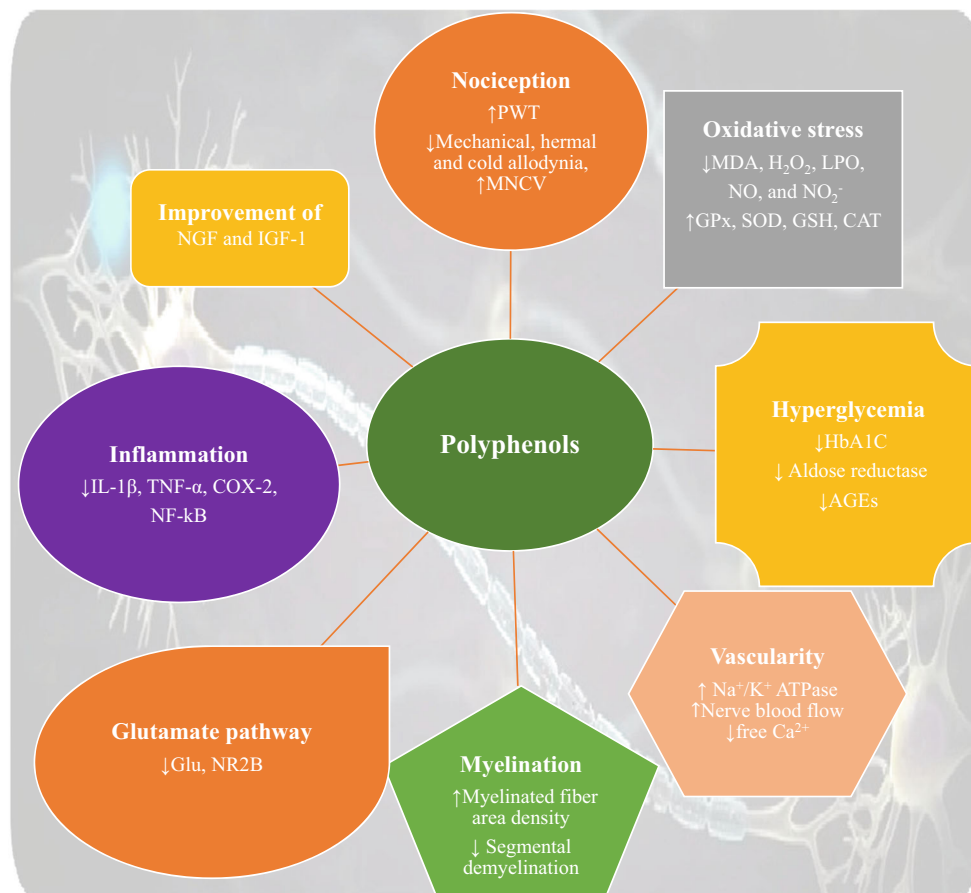 Nociception
↑PWT
↓Mechanical, hermal
and cold allodynia,
↑MNCV
Oxidative stress
↓MDA, H₂O₂, LPO,
NO, and NO₂⁻
↑GPx, SOD, GSH, CAT
Improvement of
NGF and IGF-1
Hyperglycemia
↓HbA1C
↓ Aldose reductase
↓AGEs
Polyphenols
Inflammation
↓IL-1β, TNF-α, COX-2,
NF-kB
Vascularity
↑ Na⁺/K⁺ ATPase
↑Nerve blood flow
↓free Ca²⁺
Glutamate pathway
↓Glu, NR2B
Myelination
↑Myelinated fiber
area density
↓ Segmental
demyelination